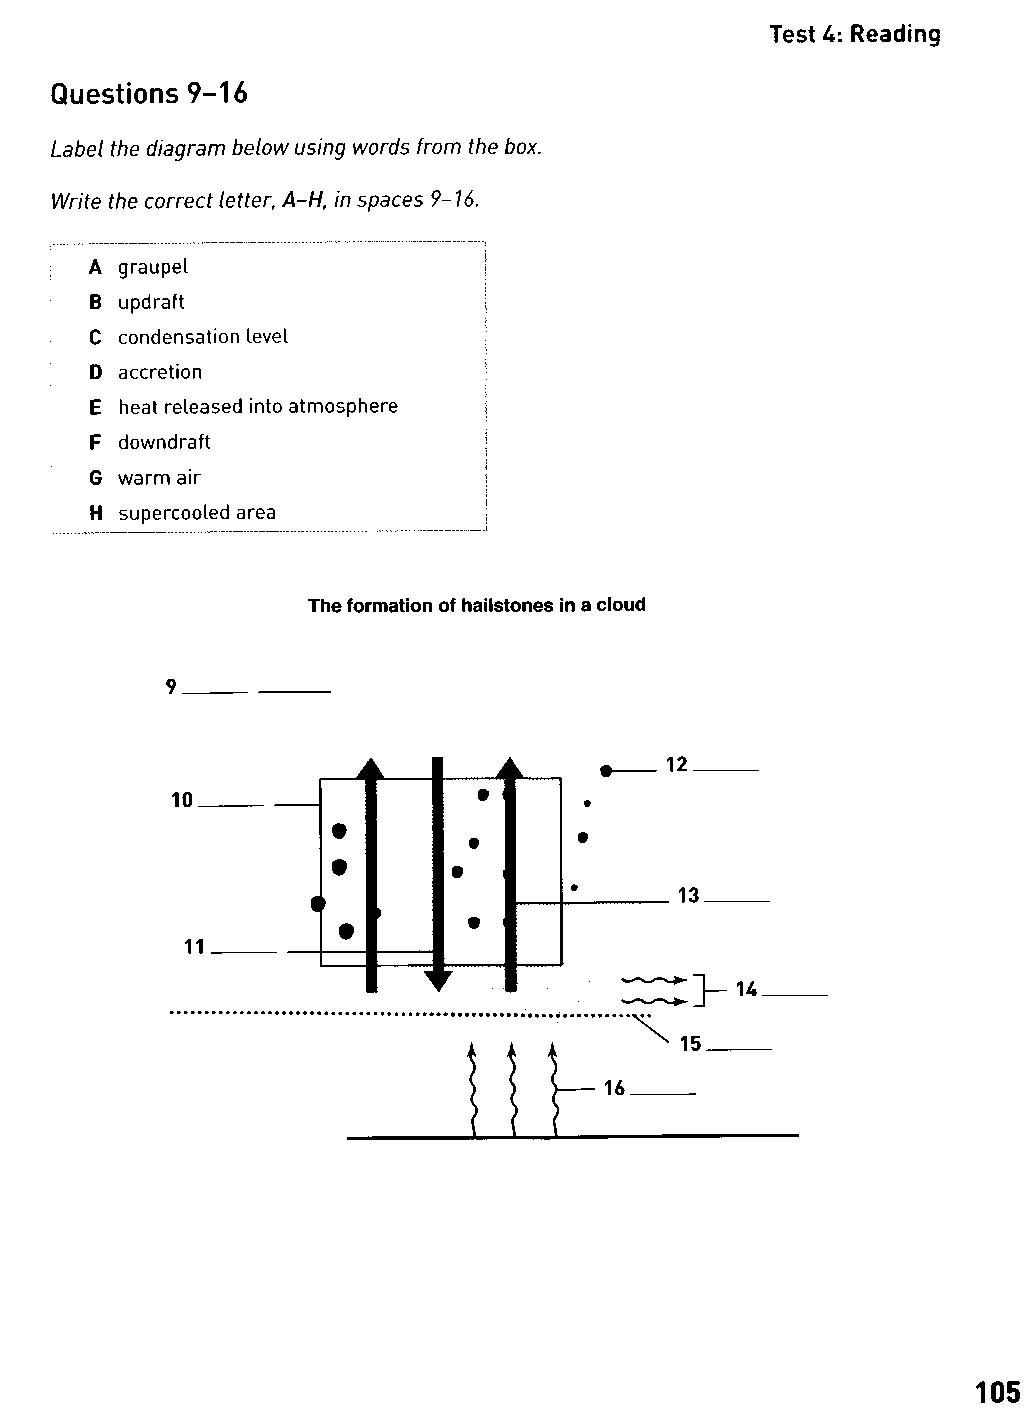 Test 4: Reading
Questions 9–16
Label the diagram below using words from the box.
Write the correct letter, A–H, in spaces 9–16.
A graupel
B updraft
C condensation level
D accretion
E heat released into atmosphere
F downdraft
G warm air
H supercooled area
The formation of hailstones in a cloud
9
12
10
13
11
14
15
16
105